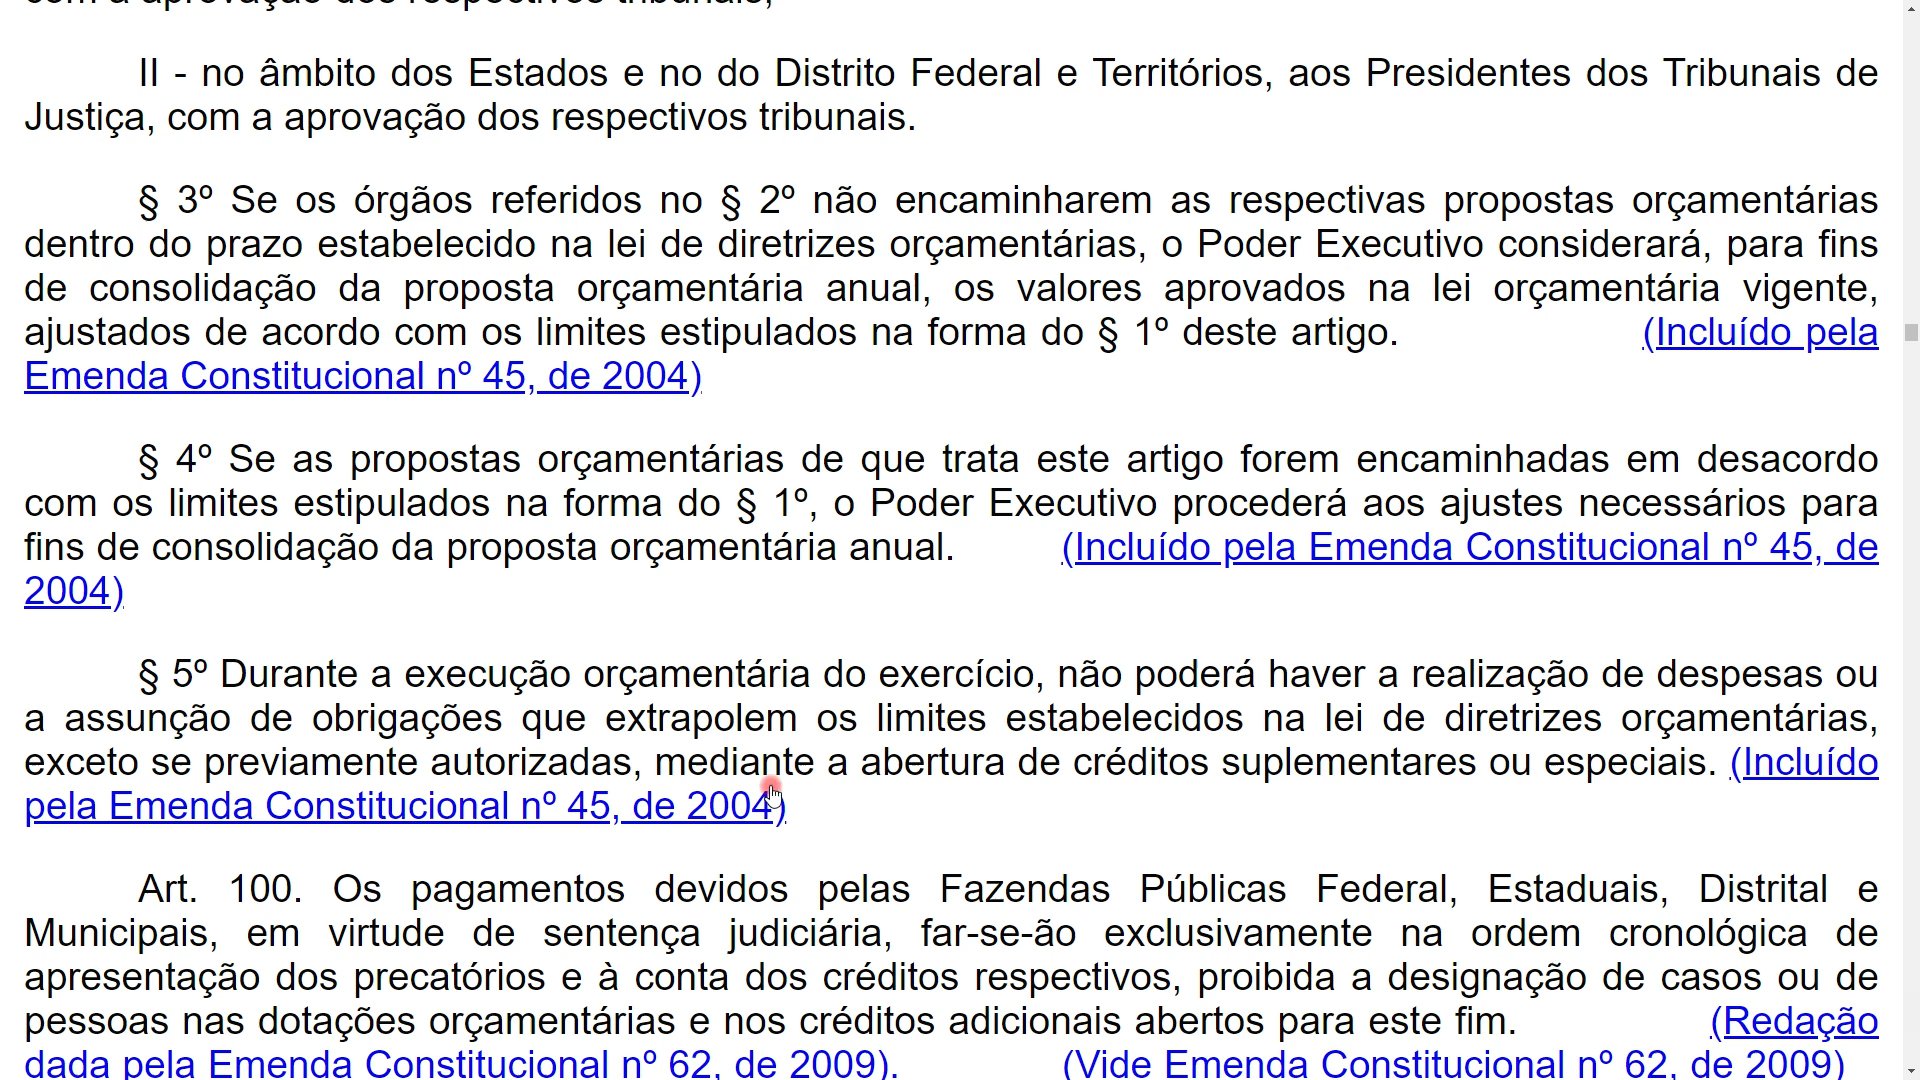 com a aprovação dos respectivos tribunais;
II - no âmbito dos Estados e no do Distrito Federal e Territórios, aos Presidentes dos Tribunais de
Justiça, com a aprovação dos respectivos tribunais.
§ 3º Se os órgãos referidos no § 2º não encaminharem as respectivas propostas orçamentárias
dentro do prazo estabelecido na lei de diretrizes orçamentárias, o Poder Executivo considerará, para fins
de consolidação da proposta orçamentária anual, os valores aprovados na lei orçamentária vigente,
ajustados de acordo com os limites estipulados na forma do § 1º deste artigo. (Incluído pela
Emenda Constitucional nº 45, de 2004)
§ 4º Se as propostas orçamentárias de que trata este artigo forem encaminhadas em desacordo
com os limites estipulados na forma do § 1º, o Poder Executivo procederá aos ajustes necessários para
fins de consolidação da proposta orçamentária anual. (Incluído pela Emenda Constitucional nº 45, de
2004)
§ 5º Durante a execução orçamentária do exercício, não poderá haver a realização de despesas ou
a assunção de obrigações que extrapolem os limites estabelecidos na lei de diretrizes orçamentárias,
exceto se previamente autorizadas, mediante a abertura de créditos suplementares ou especiais. (Incluído
pela Emenda Constitucional nº 45, de 2004)
Art. 100. Os pagamentos devidos pelas Fazendas Públicas Federal, Estaduais, Distrital e
Municipais, em virtude de sentença judiciária, far-se-ão exclusivamente na ordem cronológica de
apresentação dos precatórios e à conta dos créditos respectivos, proibida a designação de casos ou de
pessoas nas dotações orçamentárias e nos créditos adicionais abertos para este fim. (Redação
dada pela Emenda Constitucional nº 62, de 2009). (Vide Emenda Constitucional nº 62, de 2009)